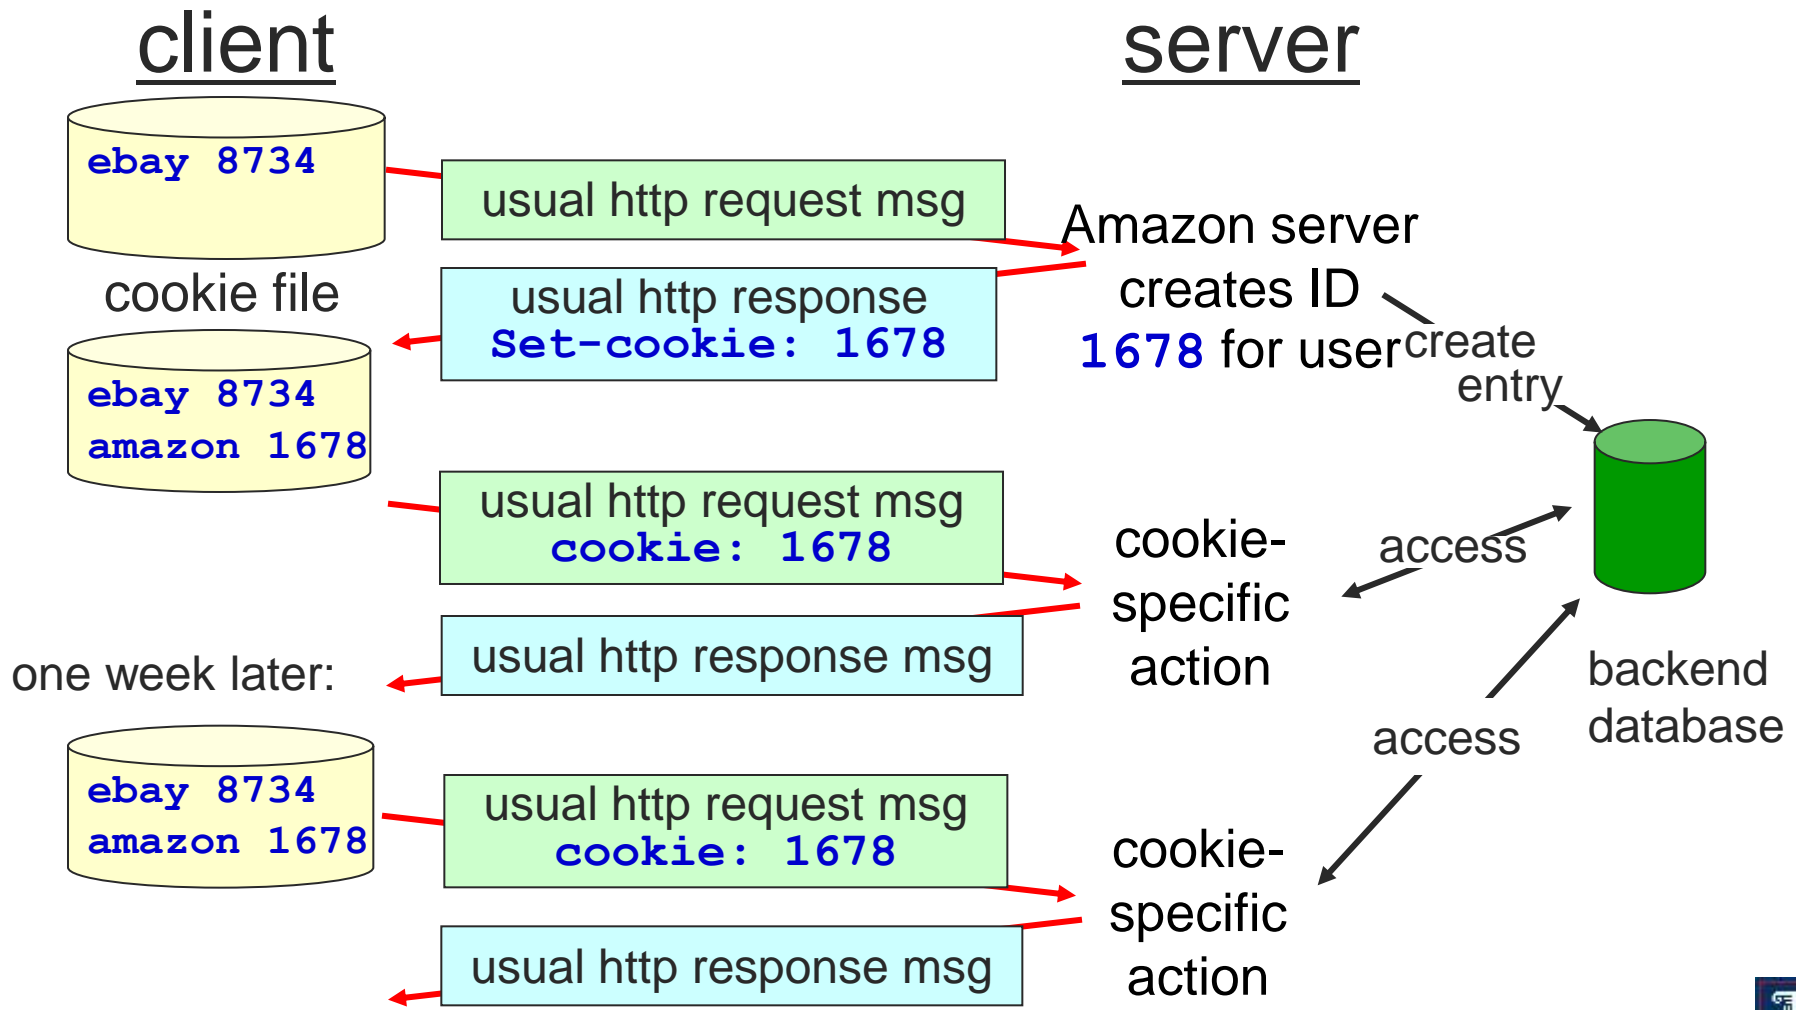 client
server
ebay 8734
usual http request msg
Amazon server
creates ID
1678 for user
cookie file
usual http response
Set-cookie: 1678
create
entry
ebay 8734
amazon 1678
usual http request msg
cookie: 1678
cookie-
specific
action
access
usual http response msg
one week later:
backend
database
access
ebay 8734
amazon 1678
usual http request msg
cookie: 1678
cookie-
specific
action
usual http response msg